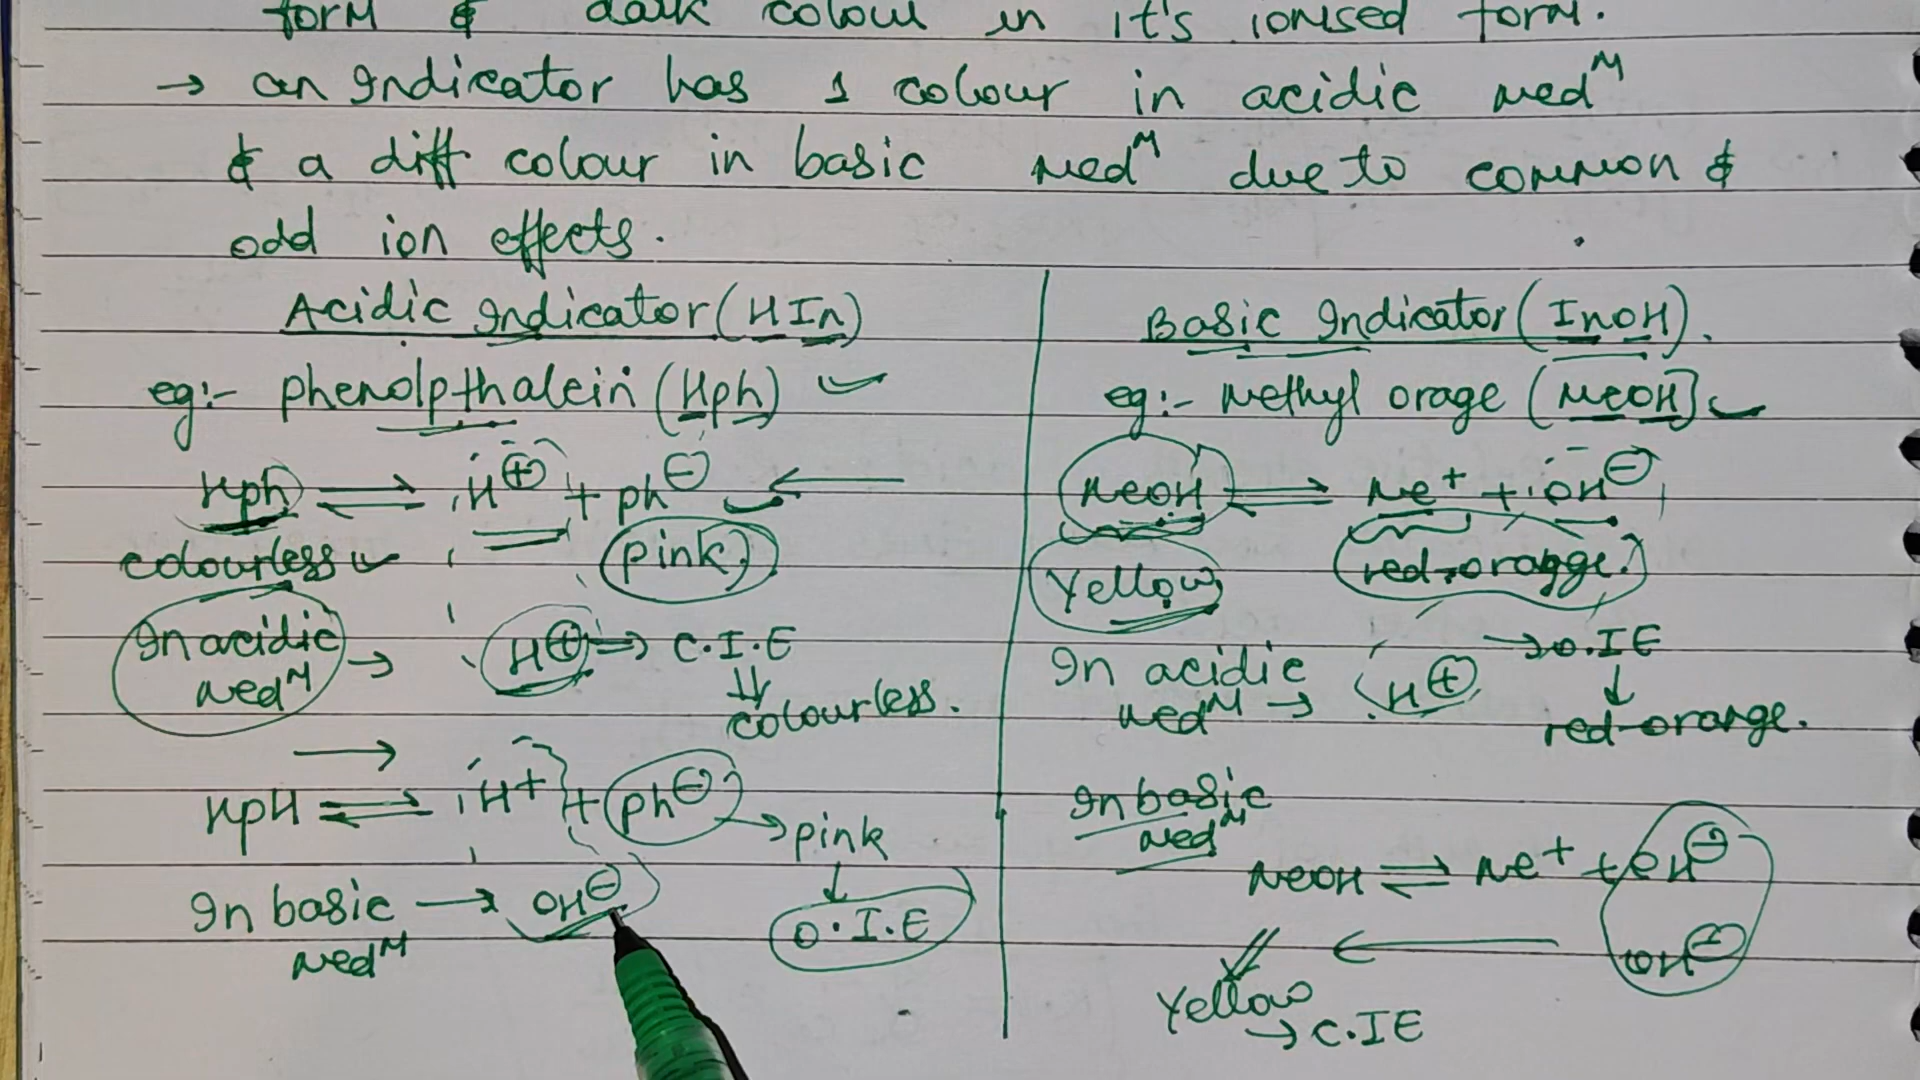 form & dark colour in it's ionised form.
→ an Indicator has 1 colour in acidic medᴹ
& a diff colour in basic medᴹ due to common &
odd ion effects.
Acidic Indicator (HIn)
eg:- phenolpthalein (Hph)
Hph ⇌ H⊕ + ph⊖ ←
colourless pink
In acidic medᴹ → H⊕ ⇒ C.I.E
⇓
colourless.
→
HpH ⇌ H+ + ph⊖ → pink
↓
In basic medᴹ → OH⊖ O.I.E
Basic Indicator (InOH).
eg:- Methyl orage (MeOH)
MeOH ⇌ Me+ + OH⊖
Yellow red-oragge.
In acidic medᴹ → H⊕ → O.IE
↓
red-orange.
In basic
medᴹ
MeOH ⇌ Me+ + OH⊖
← OH⊖
Yellow
→ C.IE